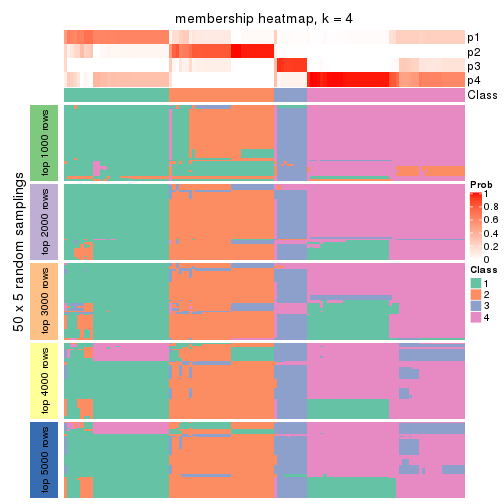 membership heatmap, k = 4
p1
p2
p3
p4
Class
50 x 5 random samplings
top 1000 rows
top 2000 rows
top 3000 rows
top 4000 rows
top 5000 rows
Prob
1
0.8
0.6
0.4
0.2
0
Class
1
2
3
4